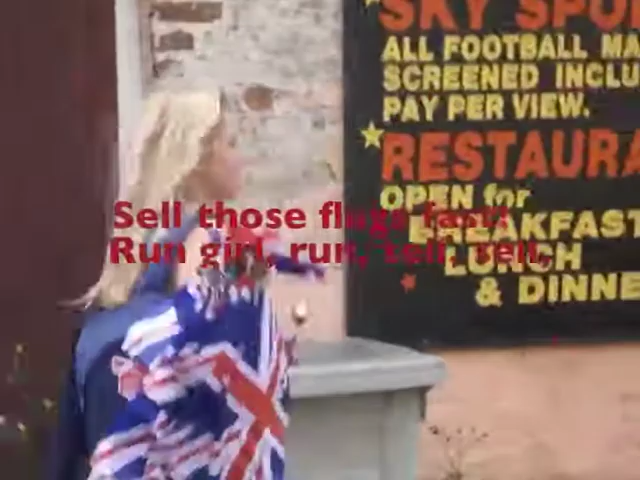 SKY SPO
ALL FOOTBALL MA
SCREENED INCLU
PAY PER VIEW.
RESTAURA
OPEN for
BREAKFAST
LUNCH
& DINNE
Sell those flags fast!
Run girl, run, sell, sell,